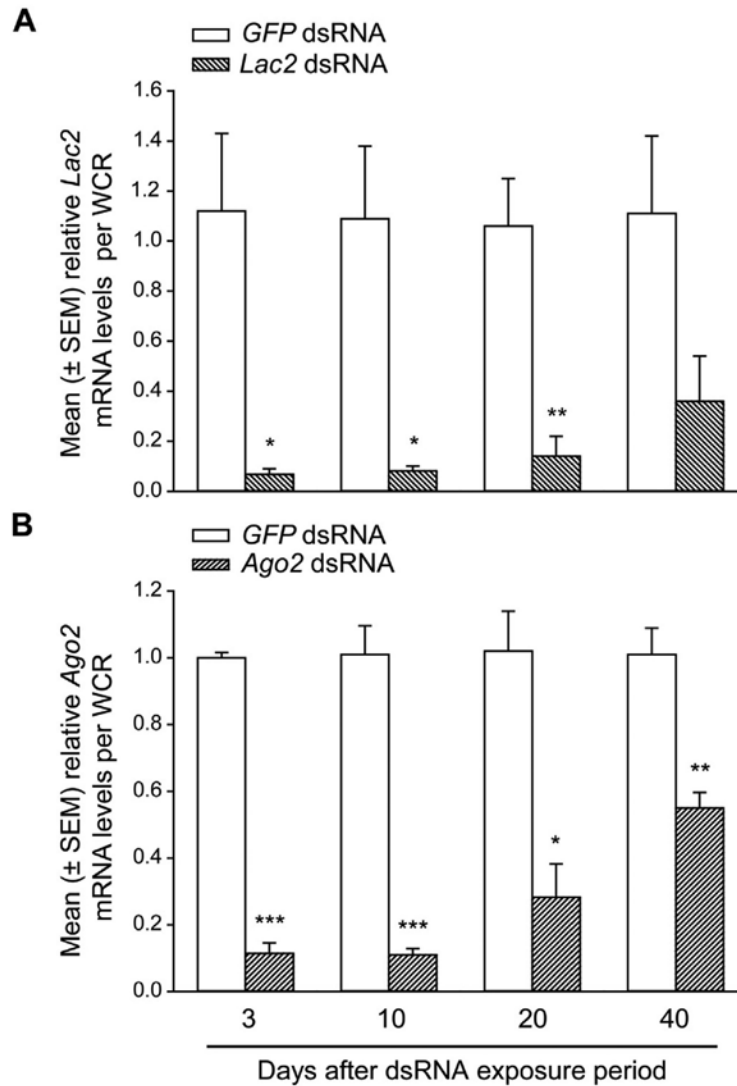 A
GFP dsRNA
Lac2 dsRNA
Mean (± SEM) relative Lac2
mRNA levels per WCR
1.6
1.4
1.2
1.0
0.8
0.6
0.4
0.2
0.0
*
*
**
B
GFP dsRNA
Ago2 dsRNA
Mean (± SEM) relative Ago2
mRNA levels per WCR
1.2
1.0
0.8
0.6
0.4
0.2
0.0
***
***
*
**
3 10 20 40
Days after dsRNA exposure period